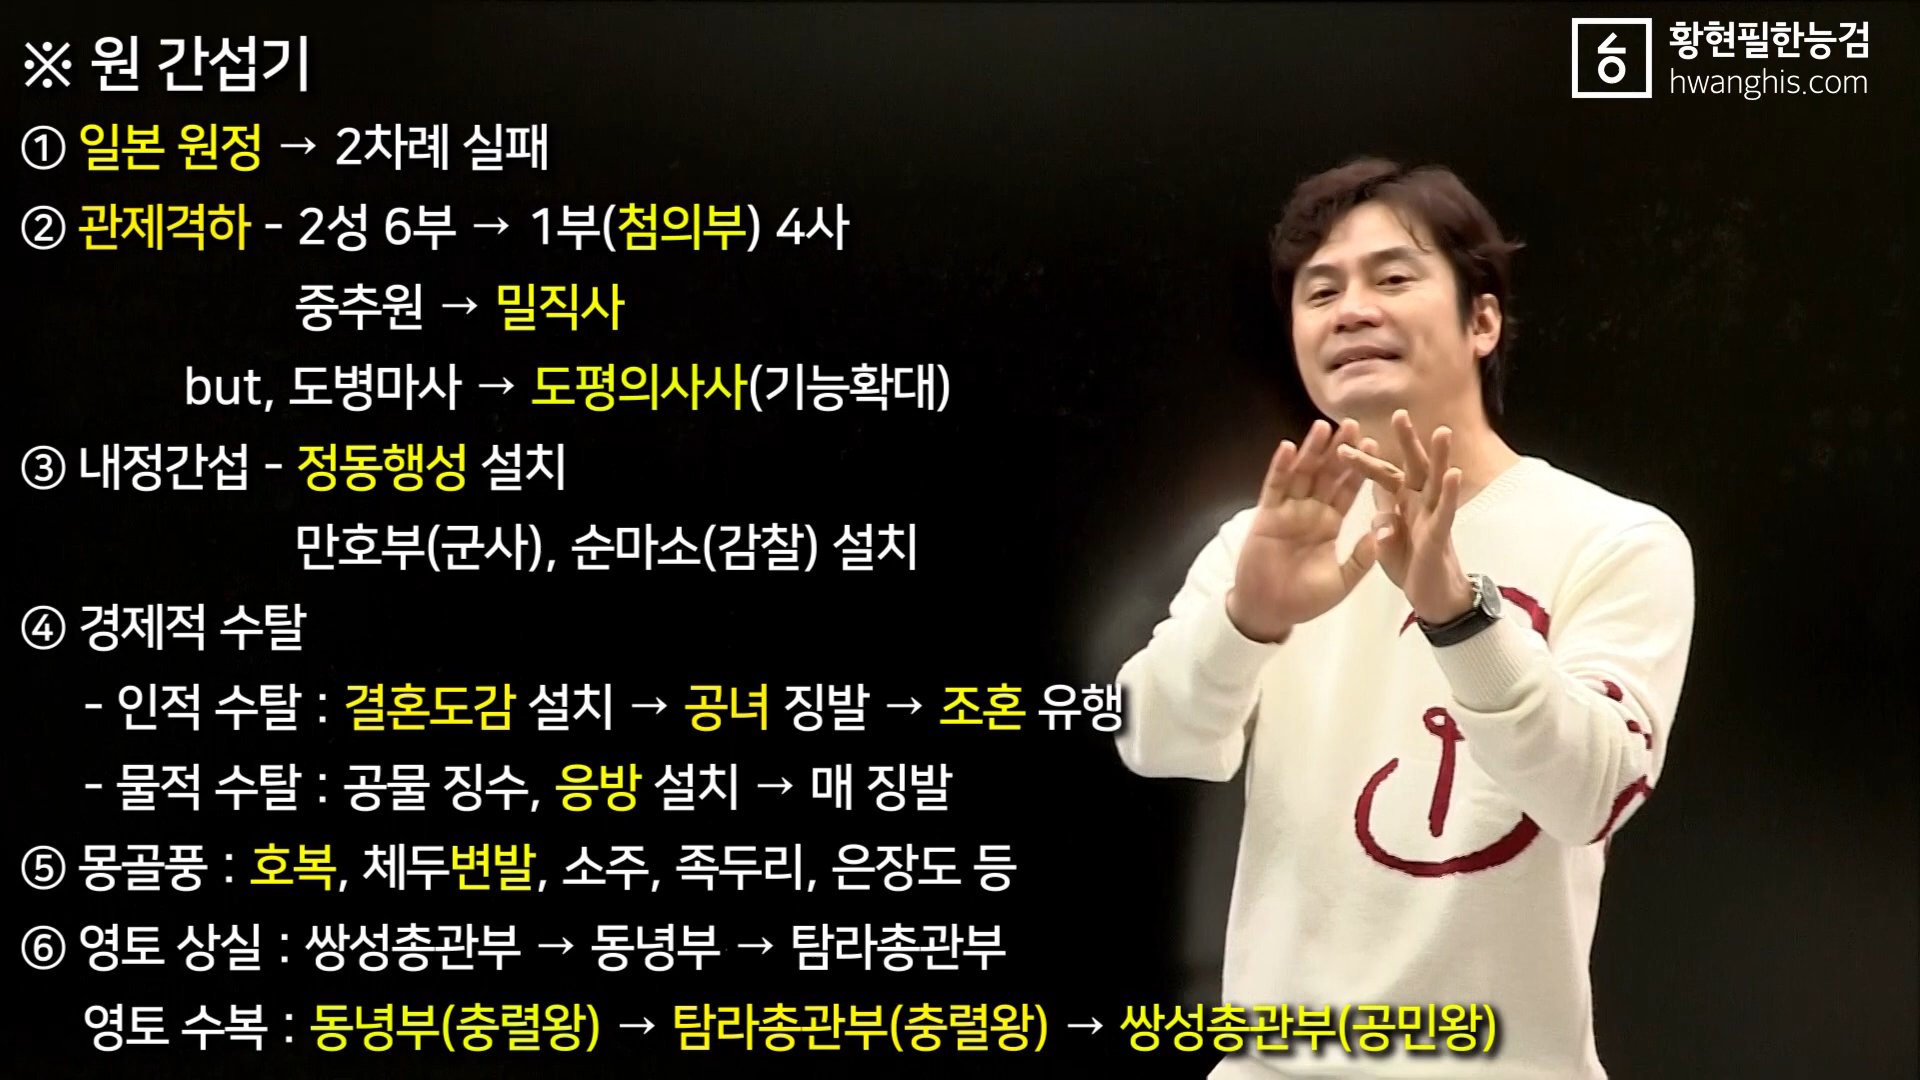 ※ 원 간섭기
① 일본 원정 → 2차례 실패
② 관제격하 - 2성 6부 → 1부(첨의부) 4사
중추원 → 밀직사
but, 도병마사 → 도평의사사(기능확대)
③ 내정간섭 - 정동행성 설치
만호부(군사), 순마소(감찰) 설치
④ 경제적 수탈
- 인적 수탈 : 결혼도감 설치 → 공녀 징발 → 조혼 유행
- 물적 수탈 : 공물 징수, 응방 설치 → 매 징발
⑤ 몽골풍 : 호복, 체두변발, 소주, 족두리, 은장도 등
⑥ 영토 상실 : 쌍성총관부 → 동녕부 → 탐라총관부
영토 수복 : 동녕부(충렬왕) → 탐라총관부(충렬왕) → 쌍성총관부(공민왕)
황현필한능검
hwanghis.com